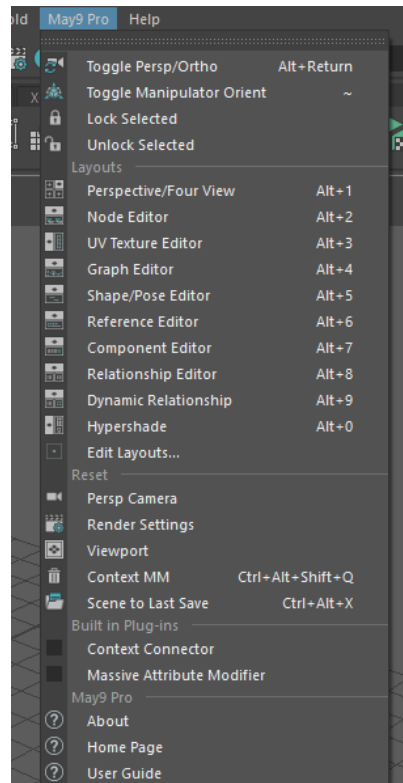 ld May9 Pro Help
Toggle Persp/Ortho Alt+Return
Toggle Manipulator Orient ~
Lock Selected
Unlock Selected
Layouts
Perspective/Four View Alt+1
Node Editor Alt+2
UV Texture Editor Alt+3
Graph Editor Alt+4
Shape/Pose Editor Alt+5
Reference Editor Alt+6
Component Editor Alt+7
Relationship Editor Alt+8
Dynamic Relationship Alt+9
Hypershade Alt+0
Edit Layouts...
Reset
Persp Camera
Render Settings
Viewport
Context MM Ctrl+Alt+Shift+Q
Scene to Last Save Ctrl+Alt+X
Built in Plug-ins
Context Connector
Massive Attribute Modifier
May9 Pro
About
Home Page
User Guide